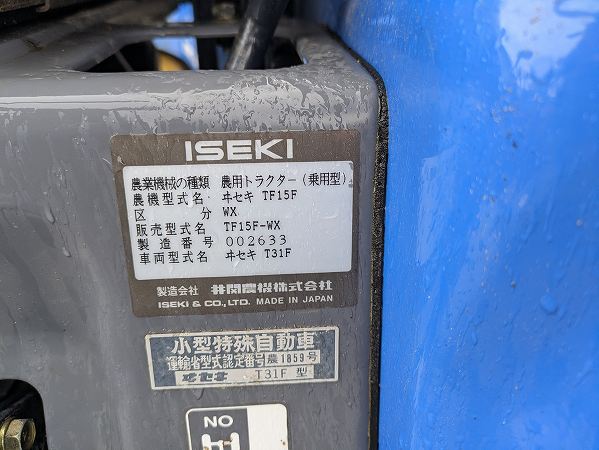 ISEKI
農業機械の種類 農用トラクター(乗用型)
農機型式名 ヰセキ TF15F
区分 WX
販売型式名 TF15F-WX
製造番号 002633
車両型式名 ヰセキ T31F
製造会社 井関農機株式会社
ISEKI & CO., LTD. MADE IN JAPAN
小型特殊自動車
運輸省型式認定番号 農1859号
ヰセキ T31F 型
NO